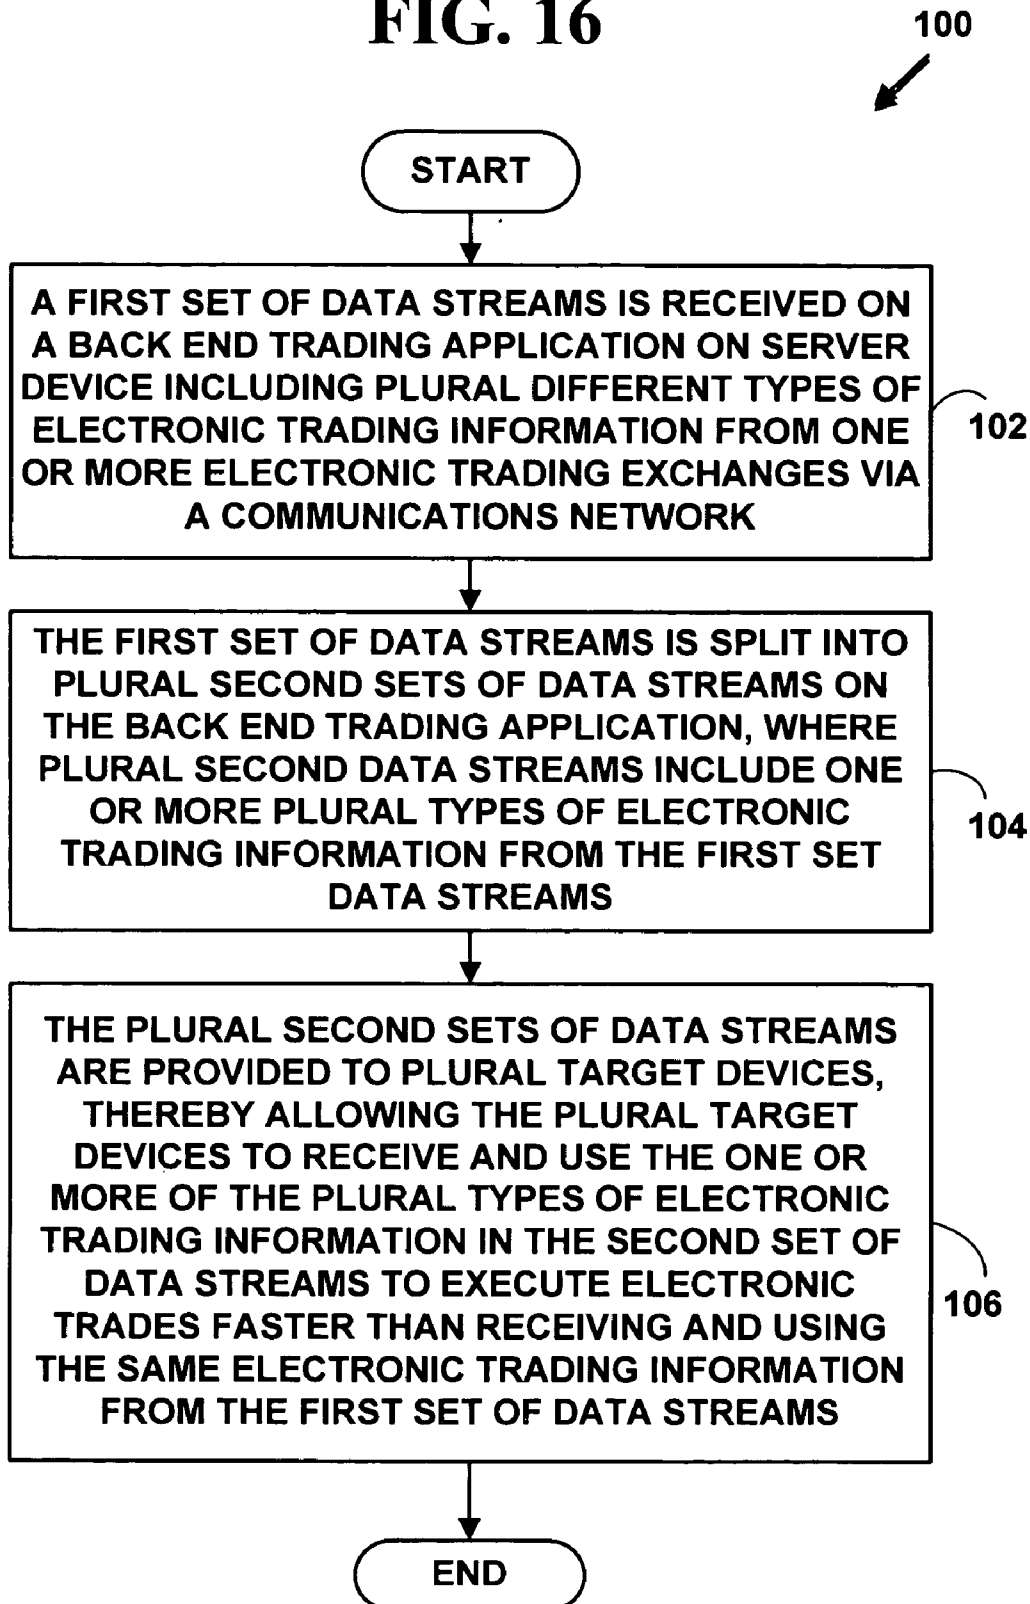 FIG. 16
100
START
A FIRST SET OF DATA STREAMS IS RECEIVED ON
A BACK END TRADING APPLICATION ON SERVER
DEVICE INCLUDING PLURAL DIFFERENT TYPES OF
ELECTRONIC TRADING INFORMATION FROM ONE
OR MORE ELECTRONIC TRADING EXCHANGES VIA
A COMMUNICATIONS NETWORK
102
THE FIRST SET OF DATA STREAMS IS SPLIT INTO
PLURAL SECOND SETS OF DATA STREAMS ON
THE BACK END TRADING APPLICATION, WHERE
PLURAL SECOND DATA STREAMS INCLUDE ONE
OR MORE PLURAL TYPES OF ELECTRONIC
TRADING INFORMATION FROM THE FIRST SET
DATA STREAMS
104
THE PLURAL SECOND SETS OF DATA STREAMS
ARE PROVIDED TO PLURAL TARGET DEVICES,
THEREBY ALLOWING THE PLURAL TARGET
DEVICES TO RECEIVE AND USE THE ONE OR
MORE OF THE PLURAL TYPES OF ELECTRONIC
TRADING INFORMATION IN THE SECOND SET OF
DATA STREAMS TO EXECUTE ELECTRONIC
TRADES FASTER THAN RECEIVING AND USING
THE SAME ELECTRONIC TRADING INFORMATION
FROM THE FIRST SET OF DATA STREAMS
106
END